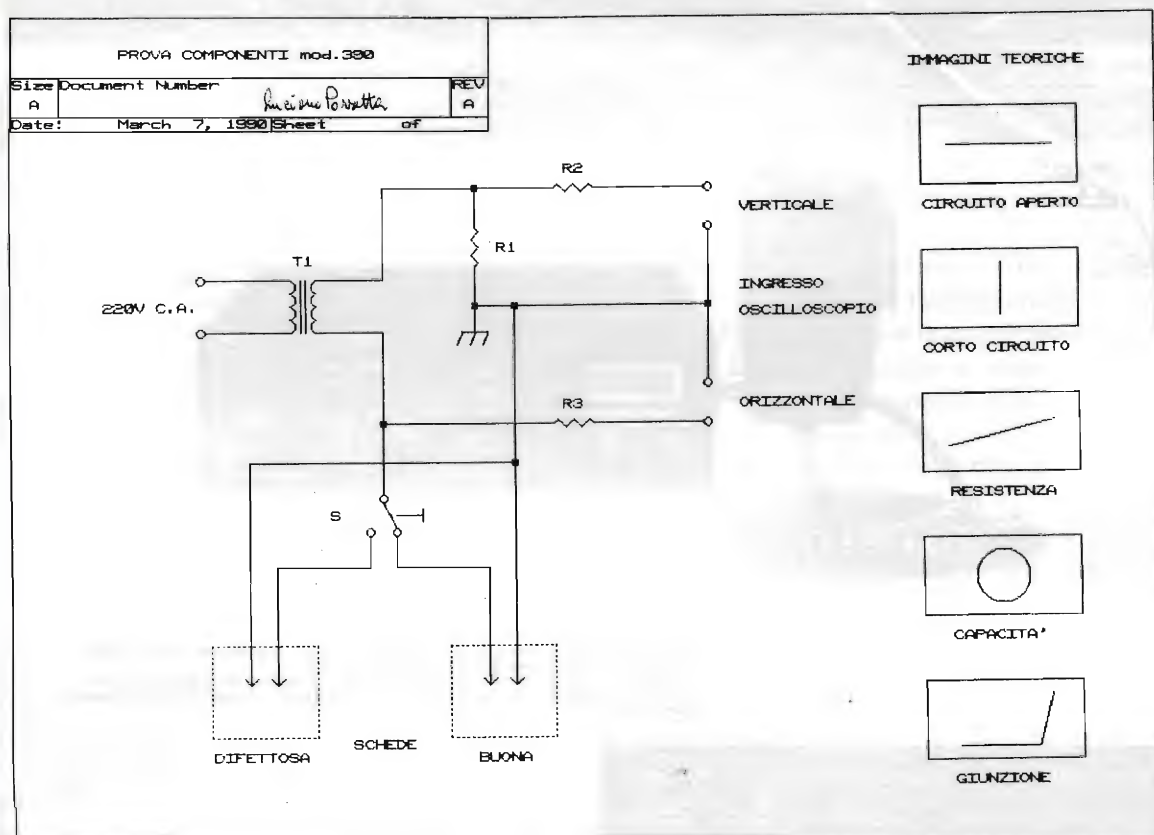 PROVA COMPONENTI mod.390
Size
Document Number
REV
A
A
Date: March 7, 1990
Sheet of
IMMAGINI TEORICHE
CIRCUITO APERTO
CORTO CIRCUITO
RESISTENZA
CAPACITA'
GIUNZIONE
R2
VERTICALE
R1
T1
220V C.A.
INGRESSO
OSCILLOSCOPIO
R3
ORIZZONTALE
S
SCHEDE
DIFETTOSA
BUONA